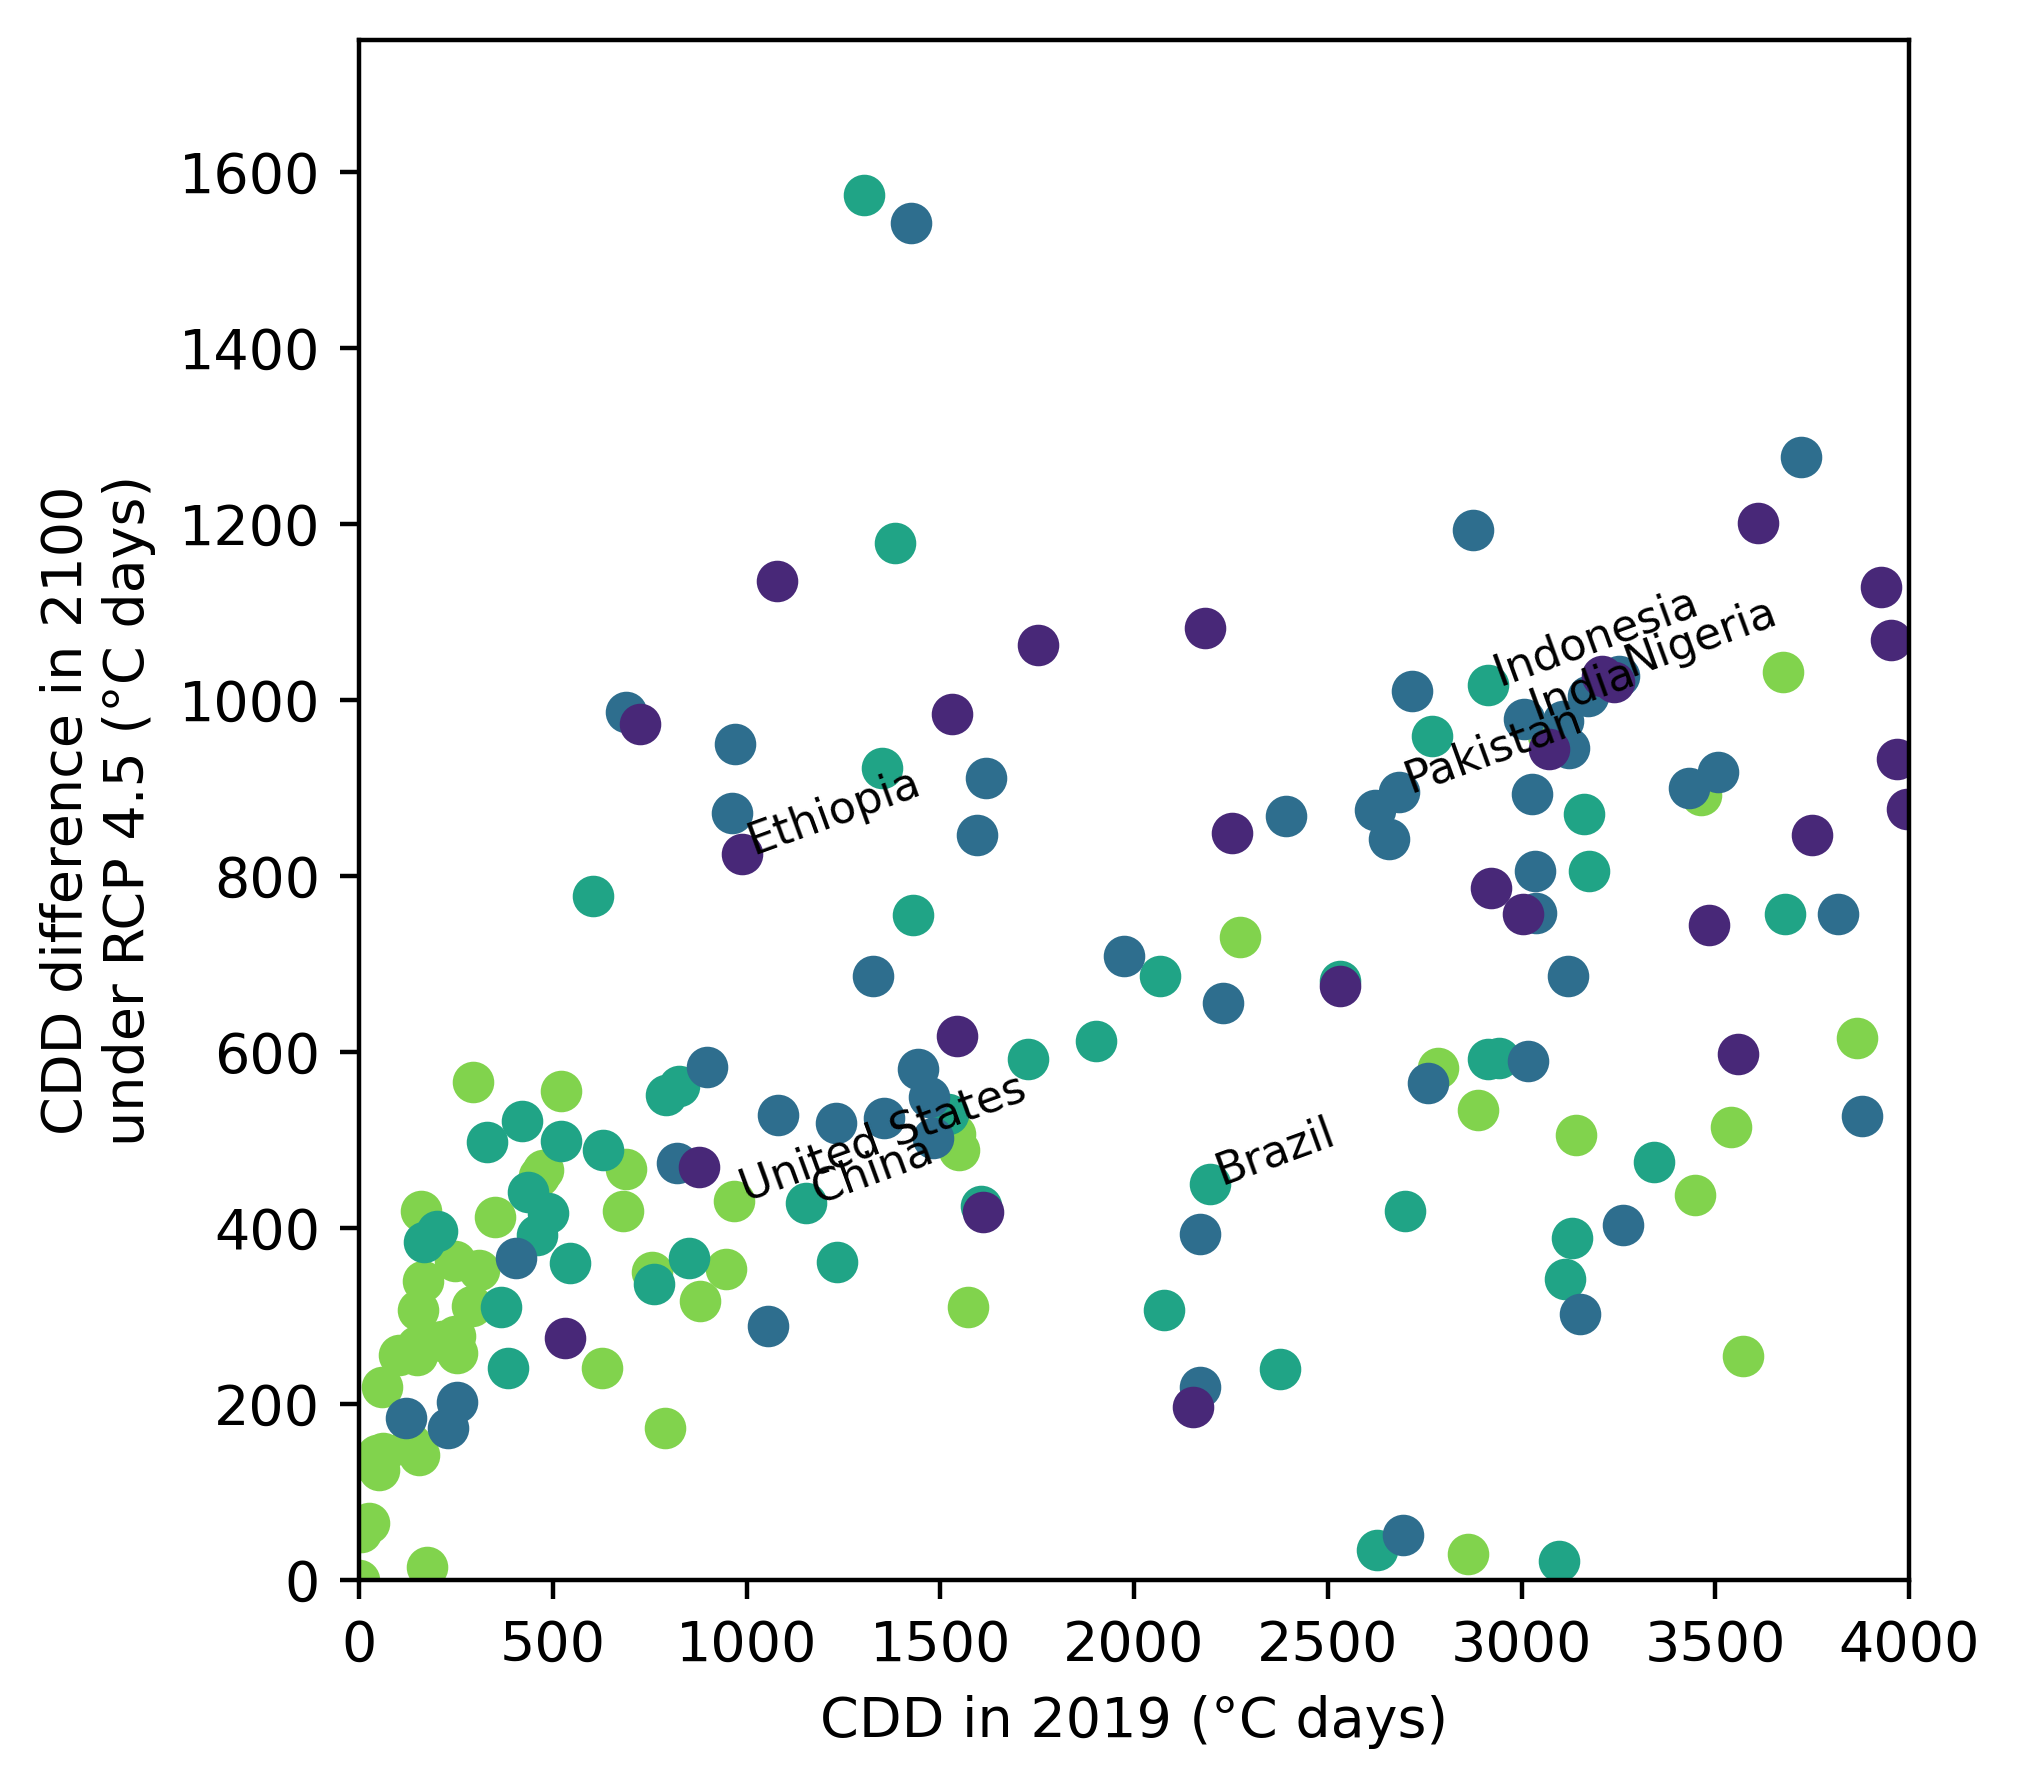 CDD difference in 2100
under RCP 4.5 (°C days)
1600
1400
1200
1000
800
600
400
200
0
Indonesia
Nigeria
India
Pakistan
Ethiopia
United States
China
Brazil
0 500 1000 1500 2000 2500 3000 3500 4000
CDD in 2019 (°C days)